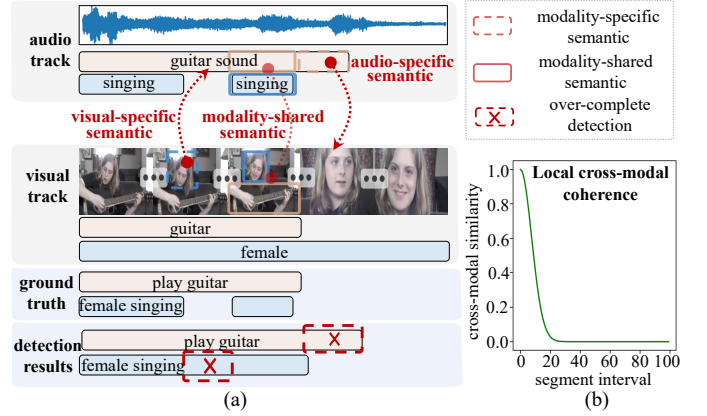 audio
track
guitar sound
singing
singing
audio-specific
semantic
visual-specific
semantic
modality-shared
semantic
visual
track
guitar
female
ground
truth
play guitar
female singing
detection
results
play guitar
female singing
(a)
modality-specific
semantic
modality-shared
semantic
over-complete
detection
Local cross-modal
coherence
cross-modal similarity
1.0
0.8
0.6
0.4
0.2
0.0
0 20 40 60 80 100
segment interval
(b)